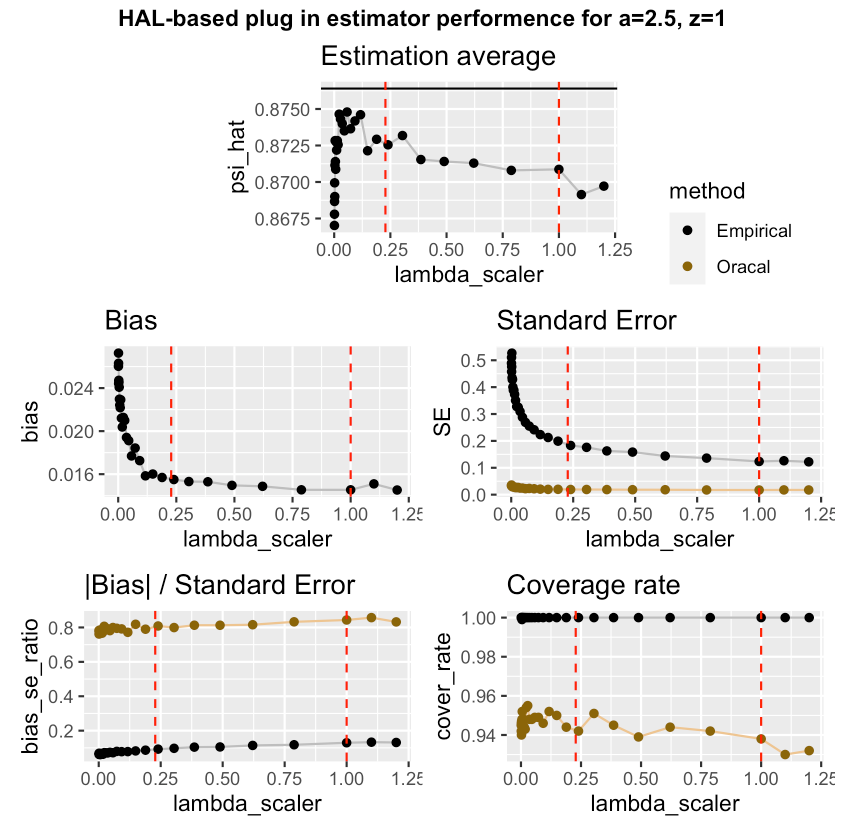 HAL-based plug in estimator performence for a=2.5, z=1
Estimation average
psi_hat
0.8750
0.8725
0.8700
0.8675
0.00 0.25 0.50 0.75 1.00 1.25
lambda_scaler
method
Empirical
Oracal
Bias
bias
0.024
0.020
0.016
0.00 0.25 0.50 0.75 1.00 1.25
lambda_scaler
Standard Error
SE
0.5
0.4
0.3
0.2
0.1
0.0
0.00 0.25 0.50 0.75 1.00 1.25
lambda_scaler
|Bias| / Standard Error
bias_se_ratio
0.8
0.6
0.4
0.2
0.00 0.25 0.50 0.75 1.00 1.25
lambda_scaler
Coverage rate
cover_rate
1.00
0.98
0.96
0.94
0.00 0.25 0.50 0.75 1.00 1.25
lambda_scaler